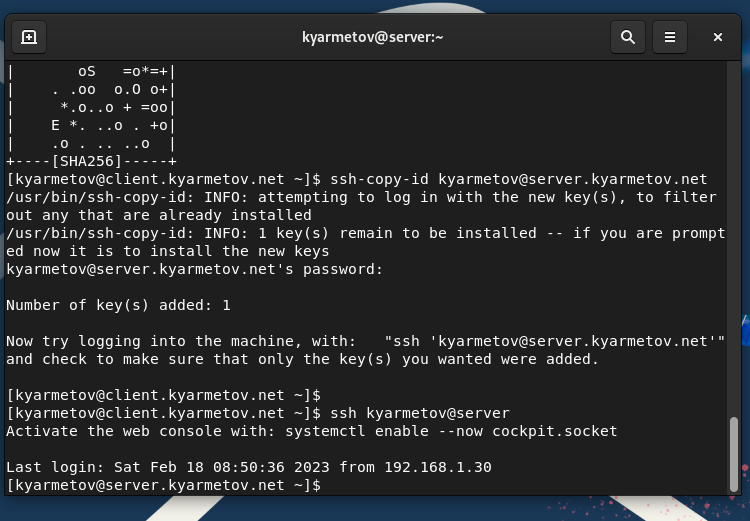 kyarmetov@server:~
|       oS   =o*=+|
|    . .oo  o.O o+|
|     *.o..o + =oo|
|    E *. ..o . +o|
|    .o . .. ..o  |
+----[SHA256]-----+
[kyarmetov@client.kyarmetov.net ~]$ ssh-copy-id kyarmetov@server.kyarmetov.net
/usr/bin/ssh-copy-id: INFO: attempting to log in with the new key(s), to filter
out any that are already installed
/usr/bin/ssh-copy-id: INFO: 1 key(s) remain to be installed -- if you are prompt
ed now it is to install the new keys
kyarmetov@server.kyarmetov.net's password:
Number of key(s) added: 1
Now try logging into the machine, with:   "ssh 'kyarmetov@server.kyarmetov.net'"
and check to make sure that only the key(s) you wanted were added.
[kyarmetov@client.kyarmetov.net ~]$
[kyarmetov@client.kyarmetov.net ~]$ ssh kyarmetov@server
Activate the web console with: systemctl enable --now cockpit.socket
Last login: Sat Feb 18 08:50:36 2023 from 192.168.1.30
[kyarmetov@server.kyarmetov.net ~]$